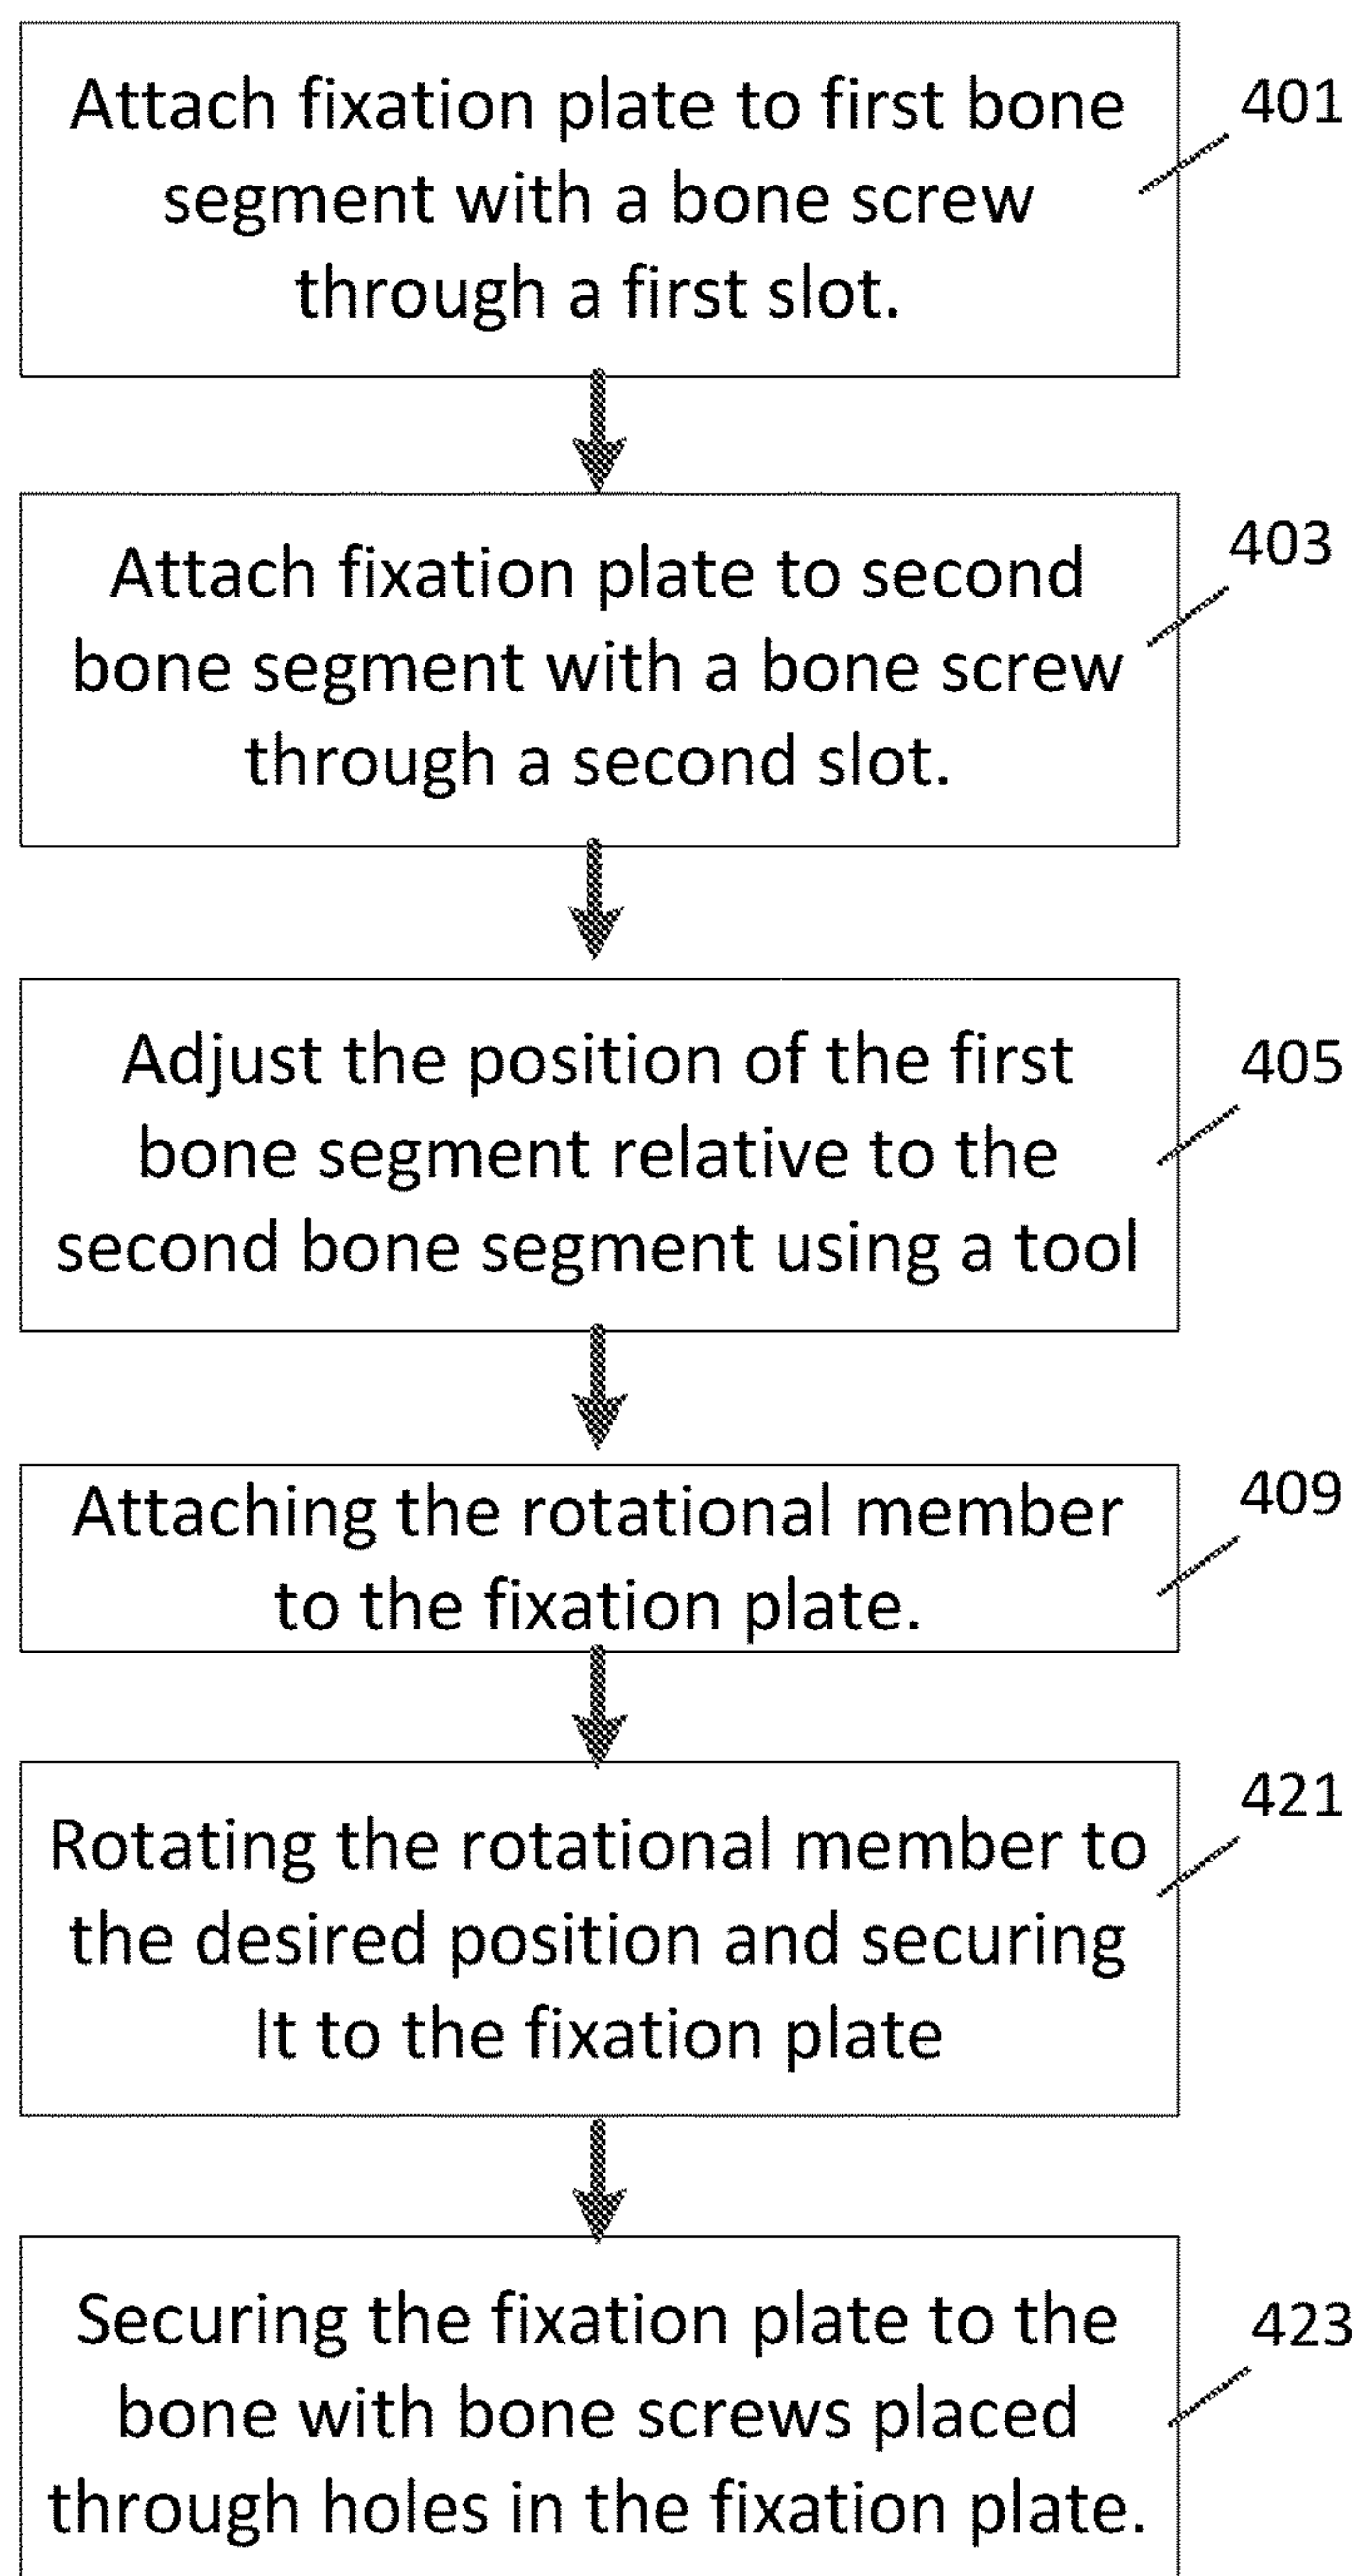 Attach fixation plate to first bone
segment with a bone screw
through a first slot.
401
Attach fixation plate to second
bone segment with a bone screw
through a second slot.
403
Adjust the position of the first
bone segment relative to the
second bone segment using a tool
405
Attaching the rotational member
to the fixation plate.
409
Rotating the rotational member to
the desired position and securing
It to the fixation plate
421
Securing the fixation plate to the
bone with bone screws placed
through holes in the fixation plate.
423